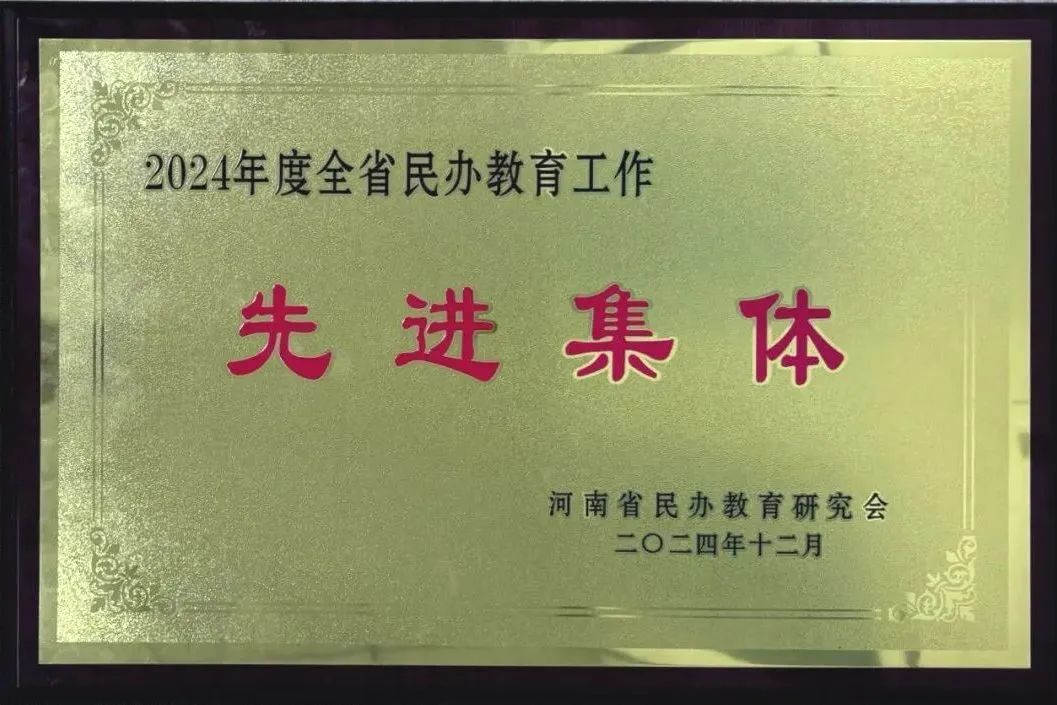 2024年度全省民办教育工作
先进集体
河南省民办教育研究会
二〇二四年十二月